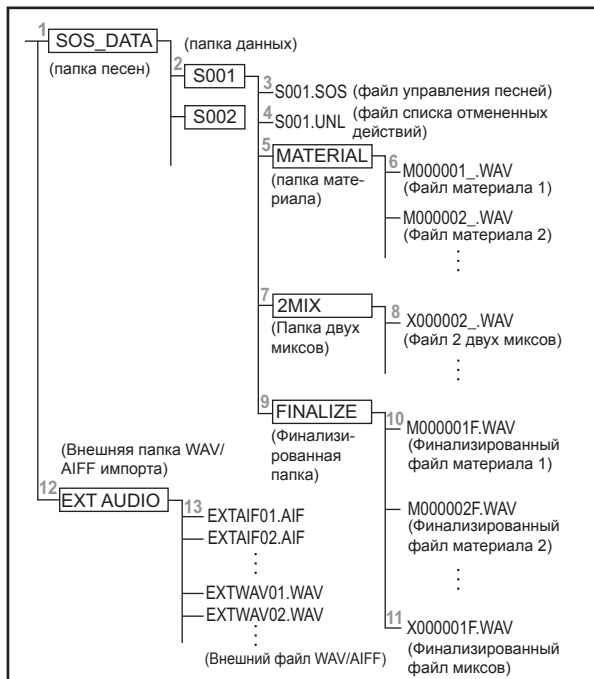 1 SOS_DATA (папка данных)
(папка песен)
2 S001
3 S001.SOS (файл управления песней)
4 S001.UNL (файл списка отмененных
действий)
S002
5 MATERIAL
(папка мате-
риала)
6 M000001_.WAV
(Файл материала 1)
M000002_.WAV
(Файл материала 2)
7 2MIX
(Папка двух
миксов)
8 X000002_.WAV
(Файл 2 двух миксов)
9 FINALIZE
(Финализи-
рованная
папка)
10 M000001F.WAV
(Финализированный
файл материала 1)
M000002F.WAV
(Финализированный
файл материала 2)
11 X000001F.WAV
(Финализированный
файл миксов)
(Внешняя папка WAV/
AIFF импорта)
12 EXT AUDIO
13 EXTAIF01.AIF
EXTAIF02.AIF
EXTWAV01.WAV
EXTWAV02.WAV
(Внешний файл WAV/AIFF)